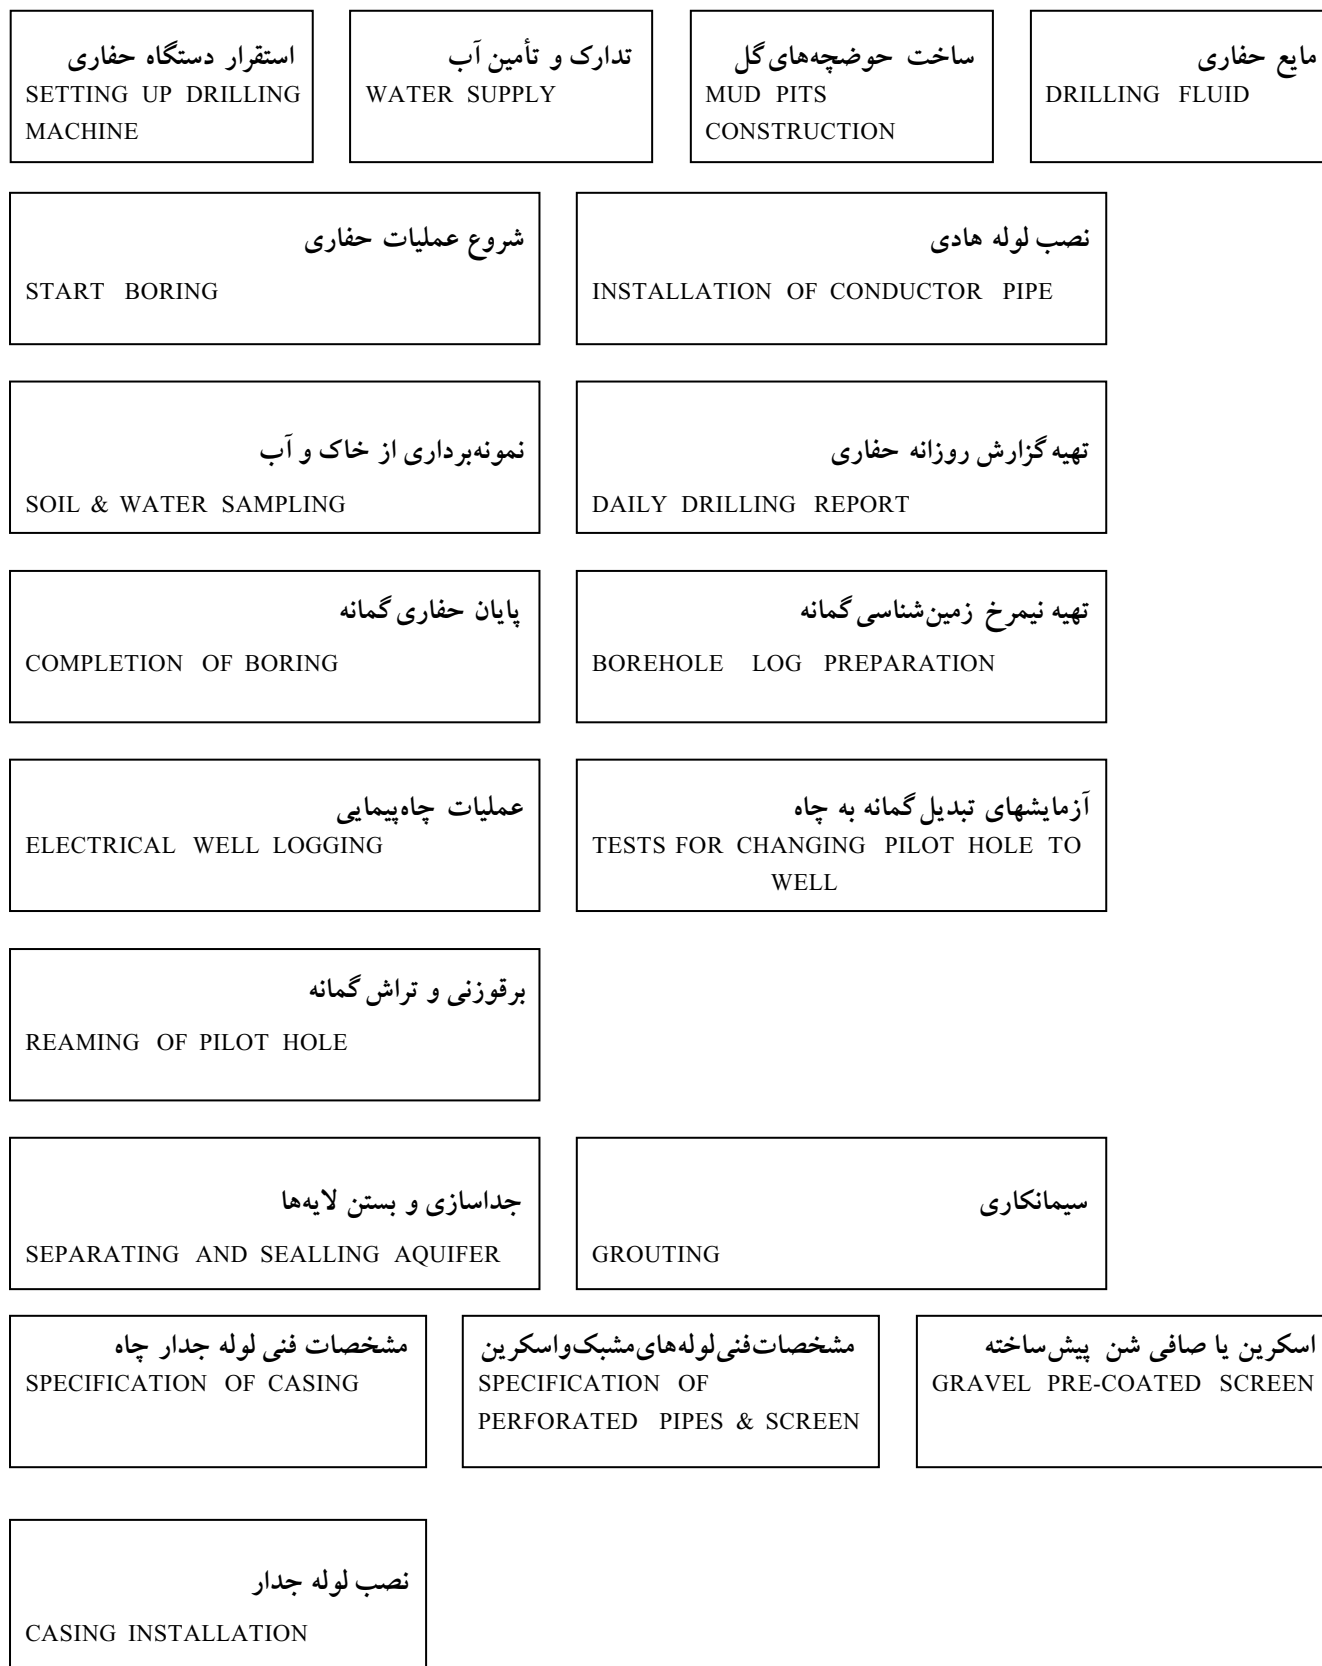 استقرار دستگاه حفاری
SETTING UP DRILLING
MACHINE
تدارک و تأمین آب
WATER SUPPLY
ساخت حوضچه‌های گل
MUD PITS
CONSTRUCTION
مایع حفاری
DRILLING FLUID
شروع عملیات حفاری
START BORING
نصب لوله هادی
INSTALLATION OF CONDUCTOR PIPE
نمونه‌برداری از خاک و آب
SOIL & WATER SAMPLING
تهیه گزارش روزانه حفاری
DAILY DRILLING REPORT
پایان حفاری گمانه
COMPLETION OF BORING
تهیه نیمرخ زمین‌شناسی گمانه
BOREHOLE LOG PREPARATION
عملیات چاه‌پیمایی
ELECTRICAL WELL LOGGING
آزمایشهای تبدیل گمانه به چاه
TESTS FOR CHANGING PILOT HOLE TO
WELL
برقوزنی و تراش گمانه
REAMING OF PILOT HOLE
جداسازی و بستن لایه‌ها
SEPARATING AND SEALLING AQUIFER
سیمانکاری
GROUTING
مشخصات فنی لوله جدار چاه
SPECIFICATION OF CASING
مشخصات‌فنی‌لوله‌های‌مشبک‌واسکرین
SPECIFICATION OF
PERFORATED PIPES & SCREEN
اسکرین یا صافی شن پیش‌ساخته
GRAVEL PRE-COATED SCREEN
نصب لوله جدار
CASING INSTALLATION